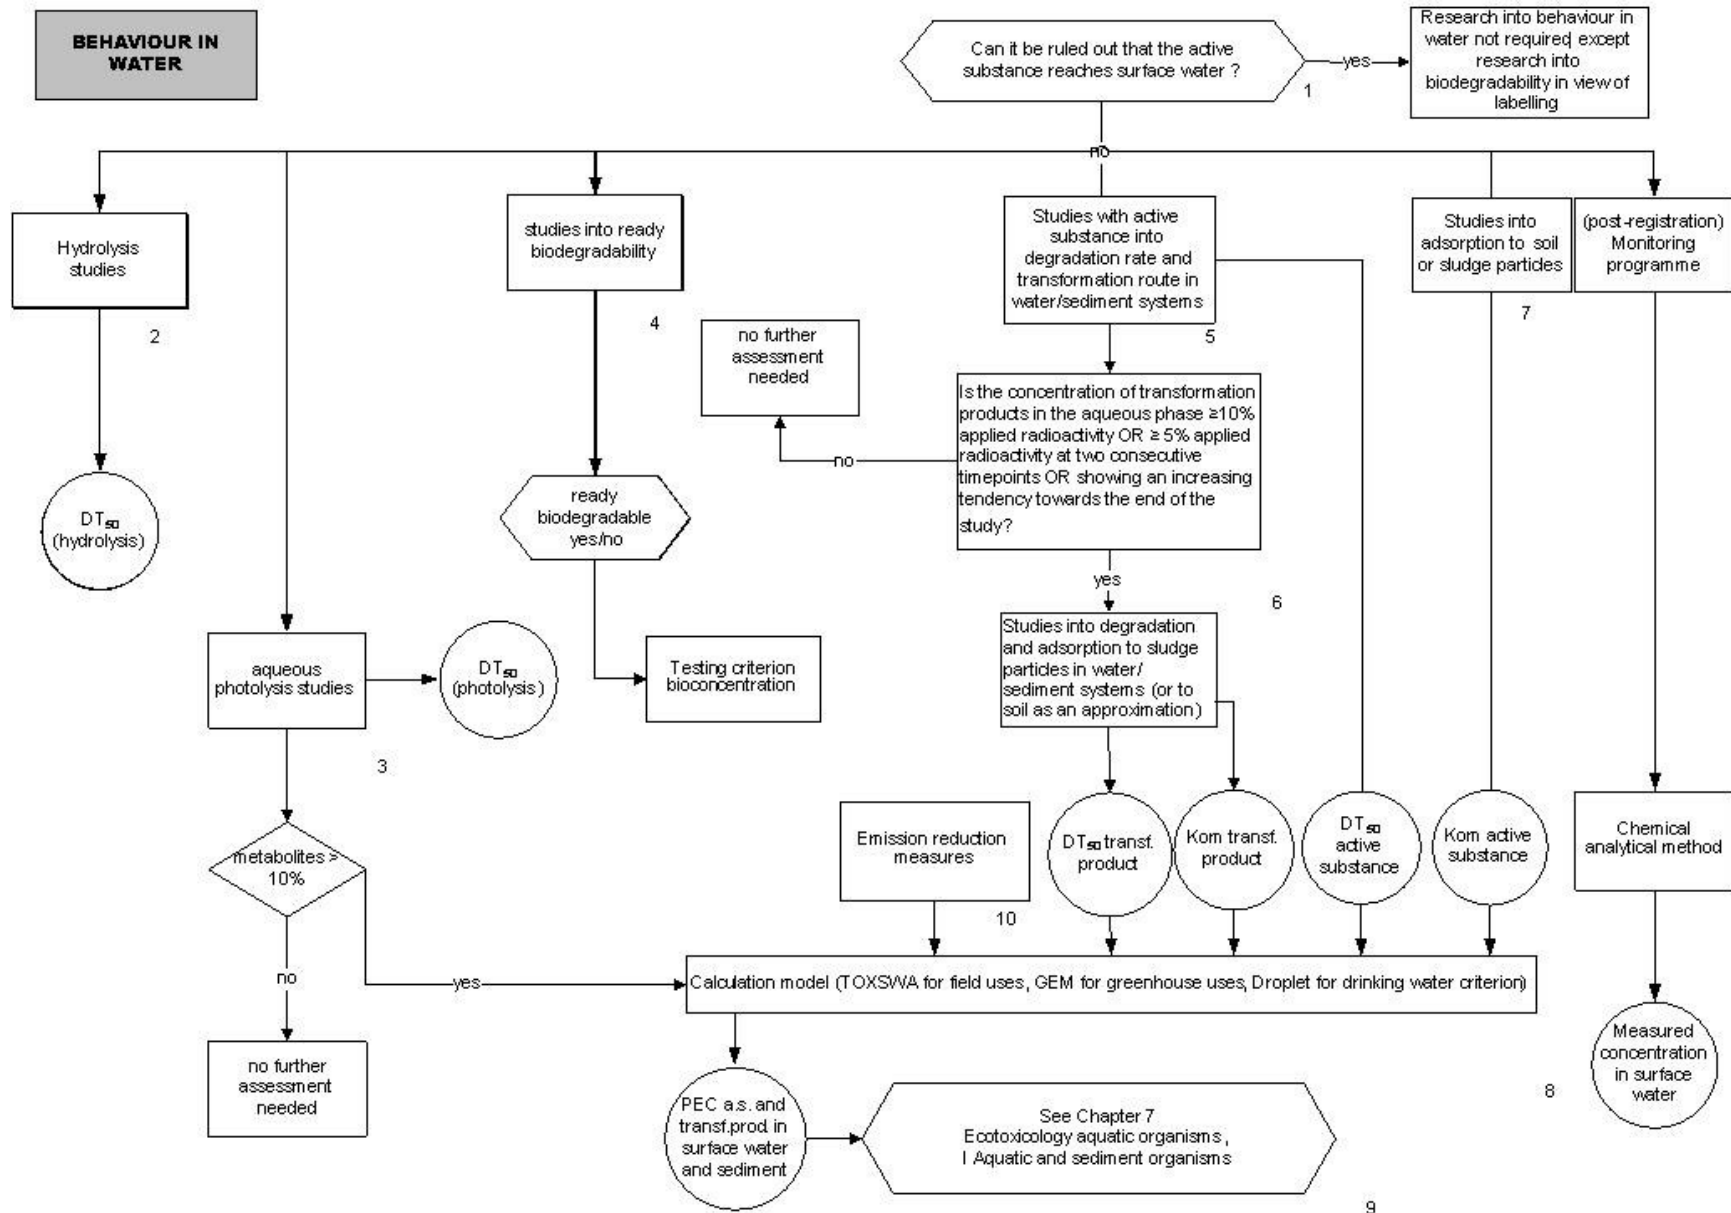 BEHAVIOUR IN
WATER
Can it be ruled out that the active
substance reaches surface water ?
1
yes
Research into behaviour in
water not required, except
research into
biodegradability in view of
labelling
no
Hydrolysis
studies
2
DT50
(hydrolysis)
aqueous
photolysis studies
3
DT50
(photolysis)
metabolites >
10%
no
yes
no further
assessment
needed
studies into ready
biodegradability
4
ready
biodegradable
yes/no
Testing criterion
bioconcentration
Studies with active
substance into
degradation rate and
transformation route in
water/sediment systems
5
no further
assessment
needed
no
Is the concentration of transformation
products in the aqueous phase ≥10%
applied radioactivity OR ≥ 5% applied
radioactivity at two consecutive
timepoints OR showing an increasing
tendency towards the end of the
study?
6
yes
Studies into degradation
and adsorption to sludge
particles in water/
sediment systems (or to
soil as an approximation)
Studies into
adsorption to soil
or sludge particles
7
(post-registration)
Monitoring
programme
Emission reduction
measures
10
DT50 transf.
product
Kom transf.
product
DT50
active
substance
Kom active
substance
Chemical
analytical method
Calculation model (TOXSWA for field uses, GEM for greenhouse uses, Droplet for drinking water criterion)
8
Measured
concentration
in surface
water
PEC a.s. and
transf.prod. in
surface water
and sediment
See Chapter 7
Ecotoxicology aquatic organisms ,
I Aquatic and sediment organisms
9